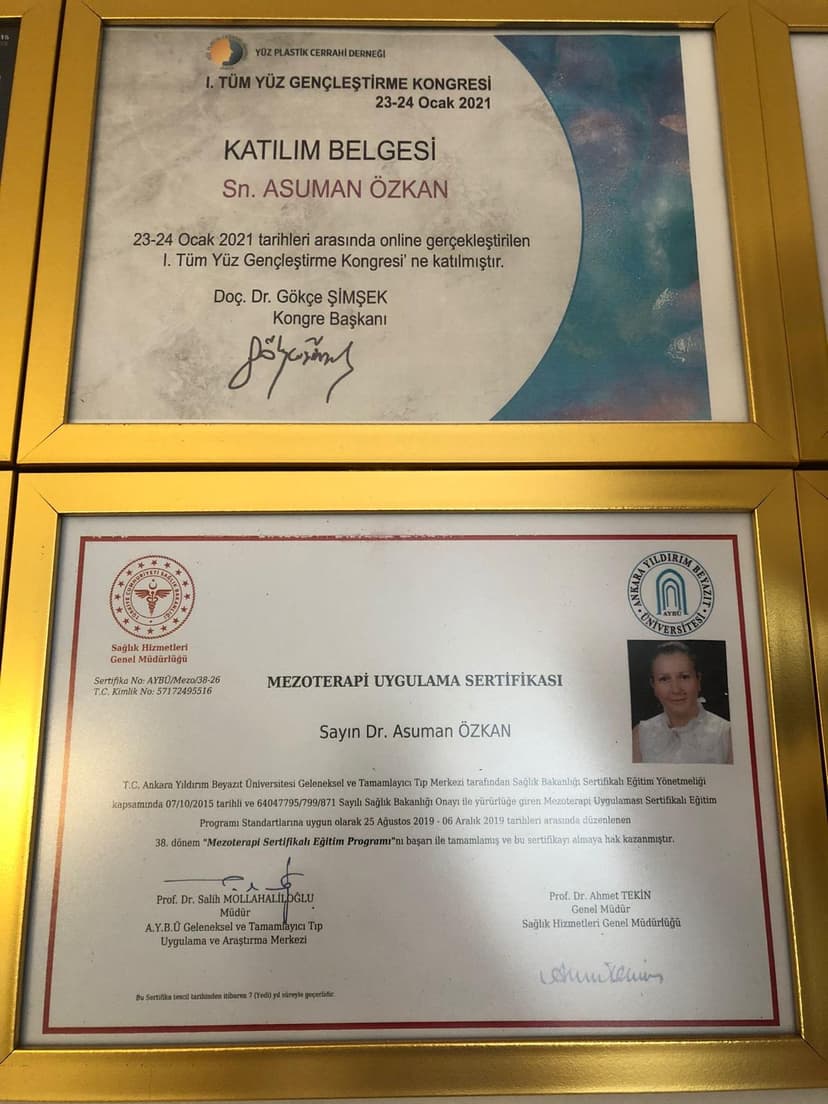 YÜZ PLASTİK CERRAHİ DERNEĞİ
I. TÜM YÜZ GENÇLEŞTİRME KONGRESİ
23-24 Ocak 2021
KATILIM BELGESİ
Sn. ASUMAN ÖZKAN
23-24 Ocak 2021 tarihleri arasında online gerçekleştirilen
I. Tüm Yüz Gençleştirme Kongresi' ne katılmıştır.
Doç. Dr. Gökçe ŞİMŞEK
Kongre Başkanı
TÜRKİYE CUMHURİYETİ SAĞLIK BAKANLIĞI
Sağlık Hizmetleri
Genel Müdürlüğü
ANKARA YILDIRIM BEYAZIT ÜNİVERSİTESİ
AYBÜ
Sertifika No: AYBÜ/Mezo/38-26
T.C. Kimlik No: 57172495516
MEZOTERAPİ UYGULAMA SERTİFİKASI
Sayın Dr. Asuman ÖZKAN
T.C. Ankara Yıldırım Beyazıt Üniversitesi Geleneksel ve Tamamlayıcı Tıp Merkezi tarafından Sağlık Bakanlığı Sertifikalı Eğitim Yönetmeliği
kapsamında 07/10/2015 tarihli ve 64047795/799/871 Sayılı Sağlık Bakanlığı Onayı ile yürürlüğe giren Mezoterapi Uygulaması Sertifikalı Eğitim
Programı Standartlarına uygun olarak 25 Ağustos 2019 - 06 Aralık 2019 tarihleri arasında düzenlenen
38. dönem "Mezoterapi Sertifikalı Eğitim Programı"nı başarı ile tamamlamış ve bu sertifikayı almaya hak kazanmıştır.
Prof. Dr. Salih MOLLAHALİLOĞLU
Müdür
A.Y.B.Ü Geleneksel ve Tamamlayıcı Tıp
Uygulama ve Araştırma Merkezi
Prof. Dr. Ahmet TEKİN
Genel Müdür
Sağlık Hizmetleri Genel Müdürlüğü
Bu Sertifika tescil tarihinden itibaren 7 (Yedi) yıl süreyle geçerlidir.